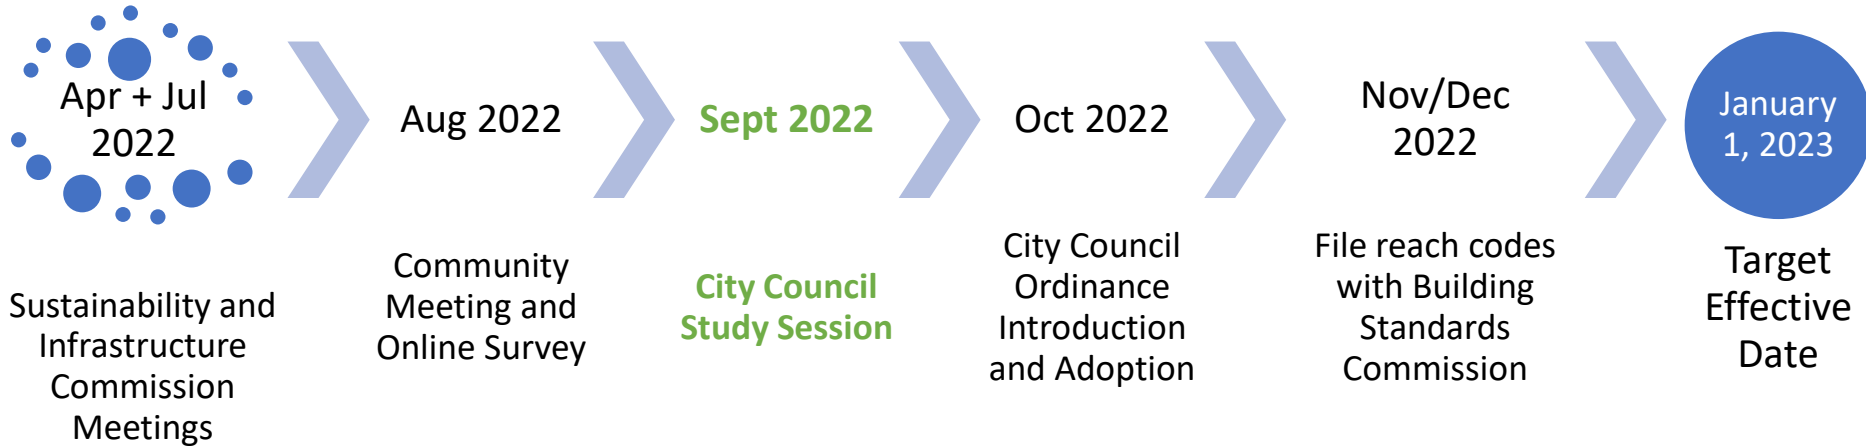 Apr + Jul
2022
Sustainability and
Infrastructure
Commission
Meetings
Aug 2022
Community
Meeting and
Online Survey
Sept 2022
City Council
Study Session
Oct 2022
City Council
Ordinance
Introduction
and Adoption
Nov/Dec
2022
File reach codes
with Building
Standards
Commission
January
1, 2023
Target
Effective
Date